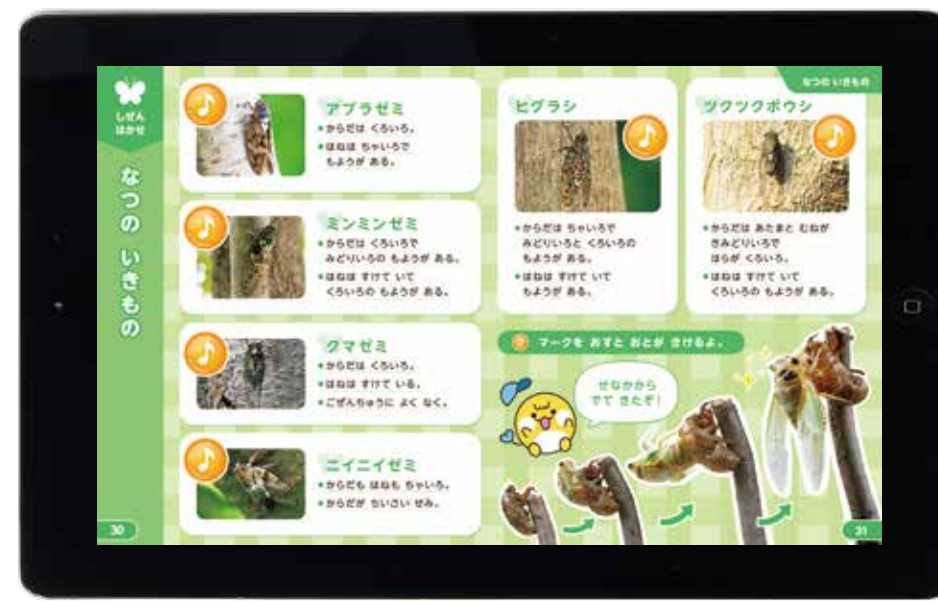 しぜん
はかせ
なつの いきもの
30
アブラゼミ
•からだは くろいろ。
•はねは ちゃいろで
もようが ある。
ミンミンゼミ
•からだは くろいろで
みどりいろの もようが ある。
•はねは すけて いて
くろいろの もようが ある。
クマゼミ
•からだは くろいろ。
•はねは すけて いる。
•ごぜんちゅうに よく なく。
ニイニイゼミ
•からだも はねも ちゃいろ。
•からだが ちいさい せみ。
なつの いきもの
ヒグラシ
•からだは ちゃいろで
みどりいろと くろいろの
もようが ある。
•はねは すけて いて
もようが ある。
ツクツクボウシ
•からだは あたまと むねが
きみどりいろで
はらが くろいろ。
•はねは すけて いて
くろいろの もようが ある。
マークを おすと おとが きけるよ。
せなかから
でて きたぞ!
31